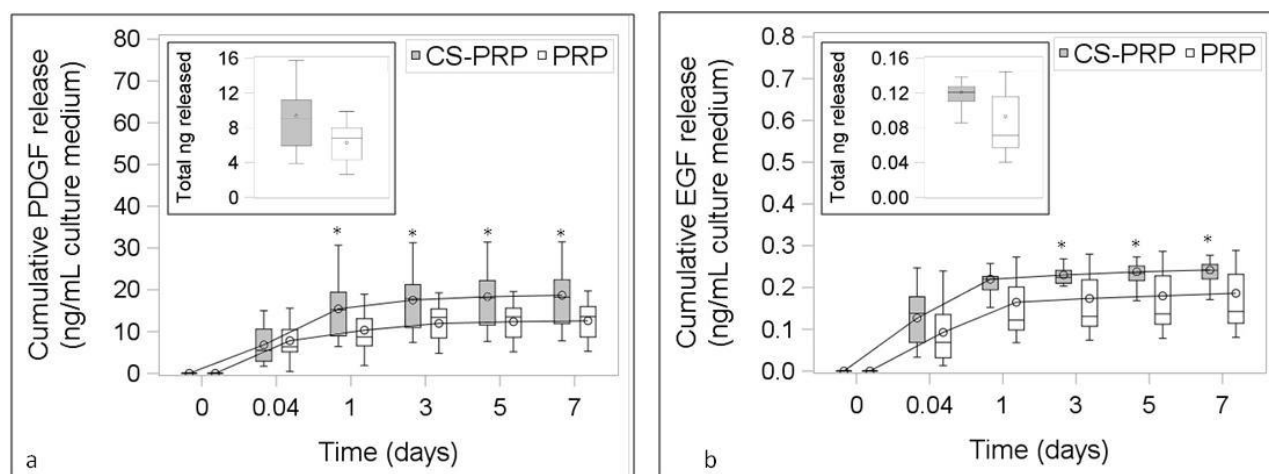 Cumulative PDGF release
(ng/mL culture medium)
80
70
60
50
40
30
20
10
0
Total ng released
16
12
8
4
0
CS-PRP PRP
* * * *
0 0.04 1 3 5 7
Time (days)
a
Cumulative EGF release
(ng/mL culture medium)
0.8
0.7
0.6
0.5
0.4
0.3
0.2
0.1
0.0
Total ng released
0.16
0.12
0.08
0.04
0.00
CS-PRP PRP
* * *
0 0.04 1 3 5 7
Time (days)
b